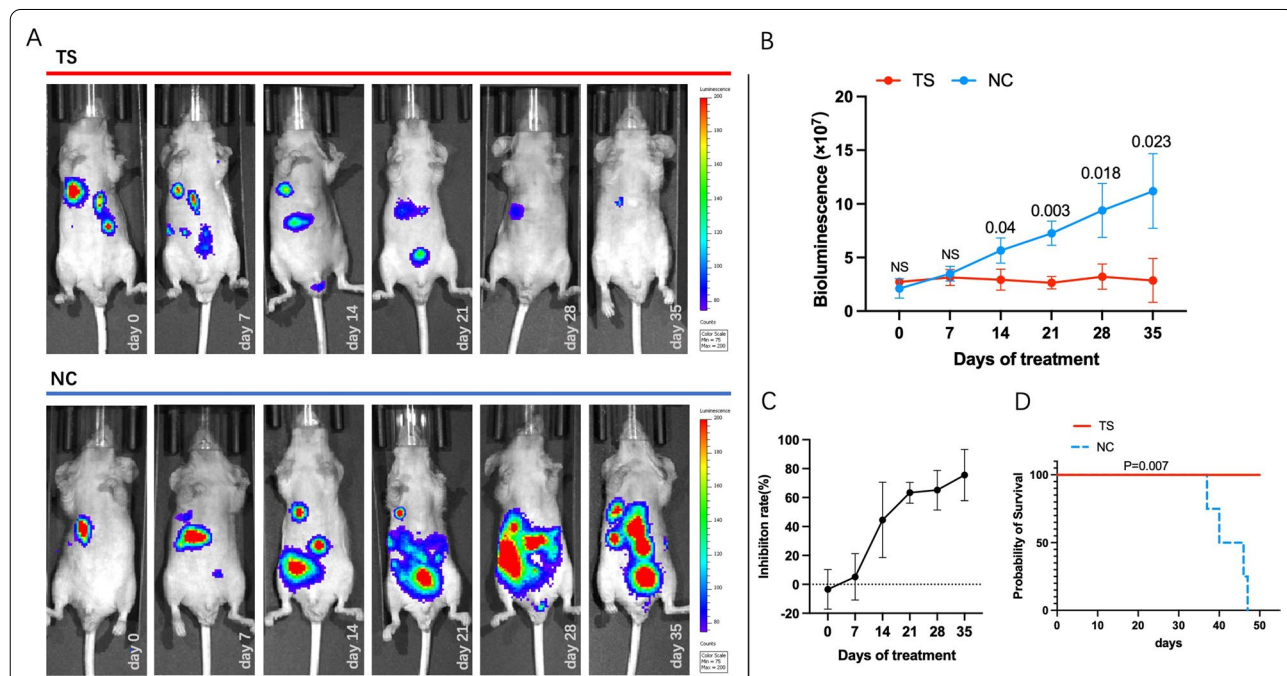 A
TS
day 0
day 7
day 14
day 21
day 28
day 35
Luminescence
200
180
160
140
120
100
80
Counts
Color Scale
Min = 75
Max = 200
NC
day 0
day 7
day 14
day 21
day 28
day 35
Luminescence
200
180
160
140
120
100
80
Counts
Color Scale
Min = 75
Max = 200
B
TS NC
Bioluminescence (×10⁷)
20
15
10
5
0
NS NS 0.04 0.003 0.018 0.023
0 7 14 21 28 35
Days of treatment
C
Inhibiiton rate(%)
100
80
60
40
20
0
-20
0 7 14 21 28 35
Days of treatment
D
TS
NC
P=0.007
Probability of Survival
100
50
0
0 10 20 30 40 50
days